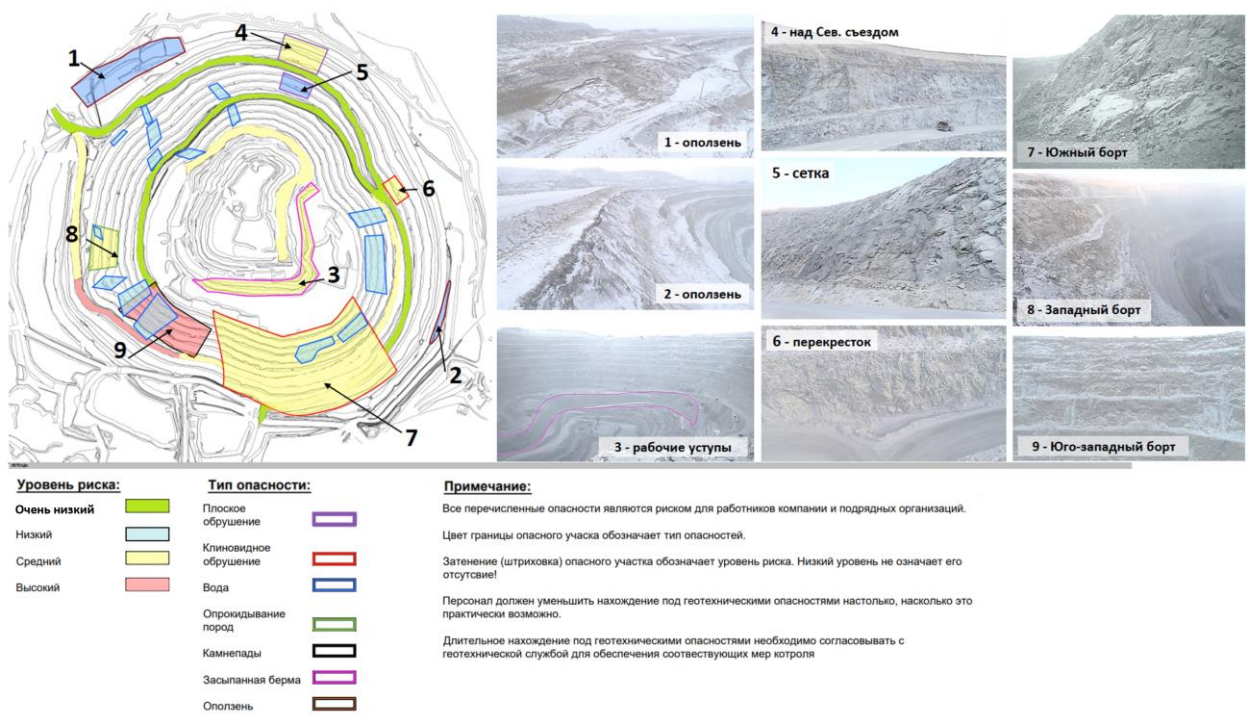 1
4
5
6
8
3
9
2
7
1 - оползень
2 - оползень
3 - рабочие уступы
4 - над Сев. съездом
5 - сетка
6 - перекресток
7 - Южный борт
8 - Западный борт
9 - Юго-западный борт
Уровень риска:
Очень низкий
Низкий
Средний
Высокий
Тип опасности:
Плоское
обрушение
Клиновидное
обрушение
Вода
Опрокидывание
пород
Камнепады
Засыпанная берма
Оползень
Примечание:
Все перечисленные опасности являются риском для работников компании и подрядных организаций.
Цвет границы опасного учаска обозначает тип опасностей.
Затенение (штриховка) опасного участка обозначает уровень риска. Низкий уровень не означает его
отсутсвие!
Персонал должен уменьшить нахождение под геотехническими опасностями настолько, насколько это
практически возможно.
Длительное нахождение под геотехническими опасностями необходимо согласовывать с
геотехнической службой для обеспечения соотвествующих мер котроля